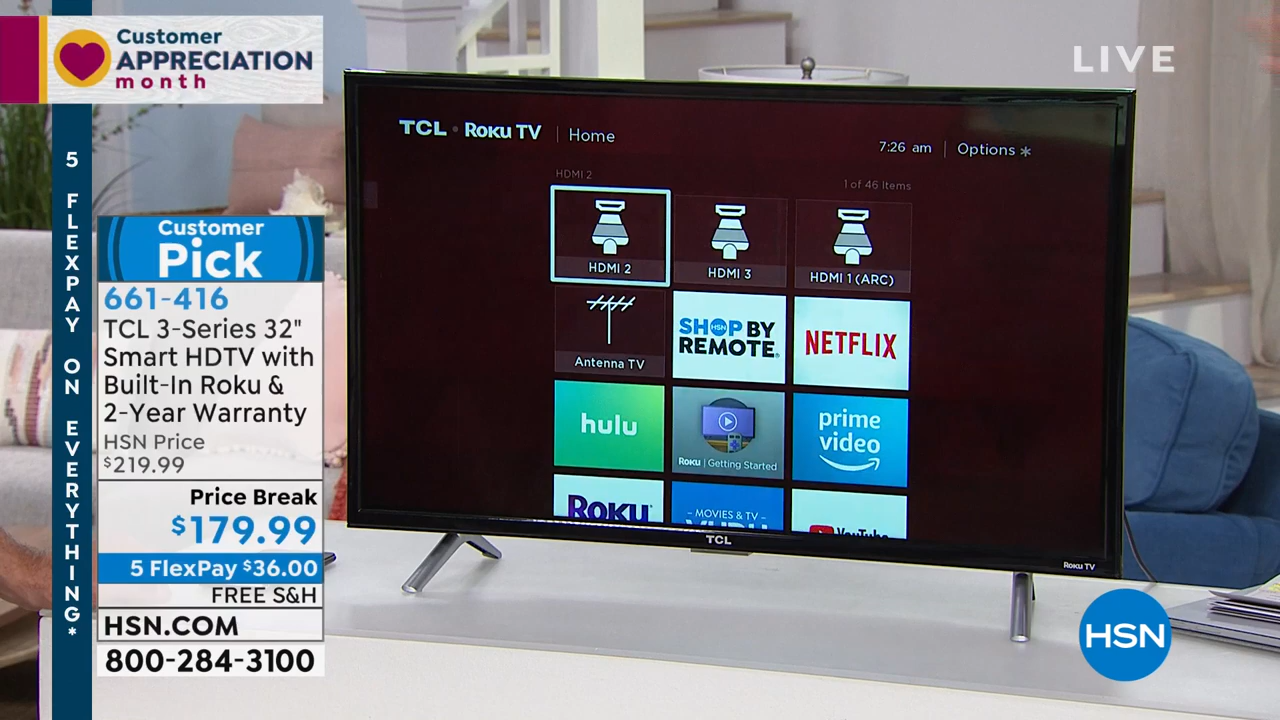 Customer
APPRECIATION
month
LIVE
5 FLEXPAY ON EVERYTHING*
Customer
Pick
661-416
TCL 3-Series 32"
Smart HDTV with
Built-In Roku &
2-Year Warranty
HSN Price
$219.99
Price Break
$179.99
5 FlexPay $36.00
FREE S&H
HSN.COM
800-284-3100
TCL • Roku TV | Home
7:26 am | Options *
HDMI 2
1 of 46 Items
HDMI 2
HDMI 3
HDMI 1 (ARC)
Antenna TV
SHOP BY
HSN
REMOTE®
NETFLIX
hulu
Roku | Getting Started
prime
video
Roku
– MOVIES & TV –
VUDU
YouTube
TCL
Roku TV
HSN